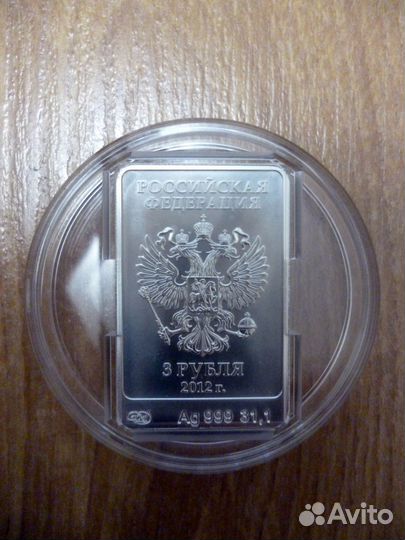 РОССИЙСКАЯ
ФЕДЕРАЦИЯ
3 РУБЛЯ
2012 г.
Ag 999 31,1
Avito